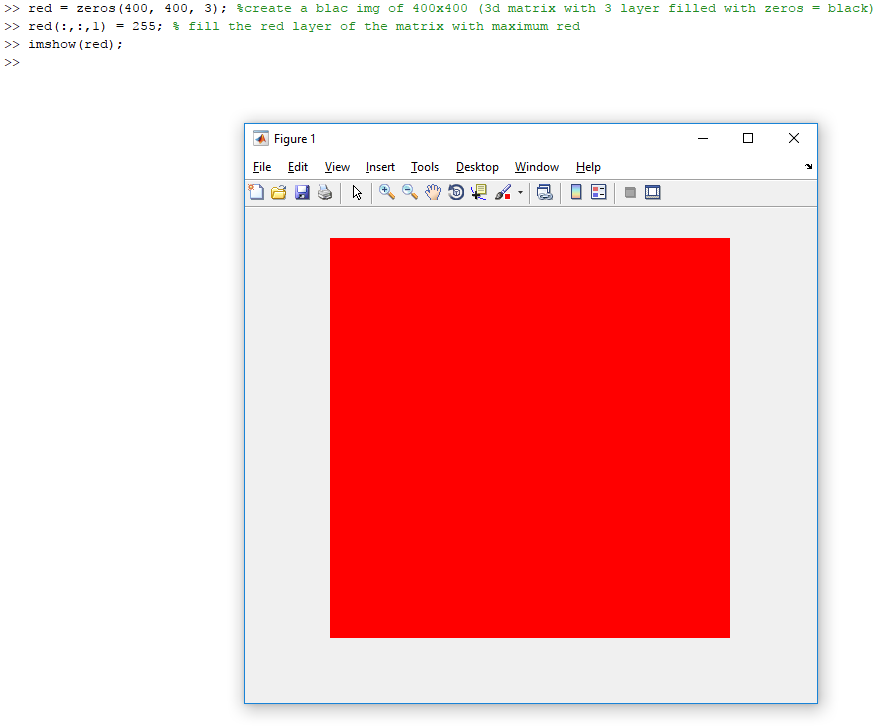 >> red = zeros(400, 400, 3); %create a blac img of 400x400 (3d matrix with 3 layer filled with zeros = black)
>> red(:,:,1) = 255; % fill the red layer of the matrix with maximum red
>> imshow(red);
>>
Figure 1
File Edit View Insert Tools Desktop Window Help